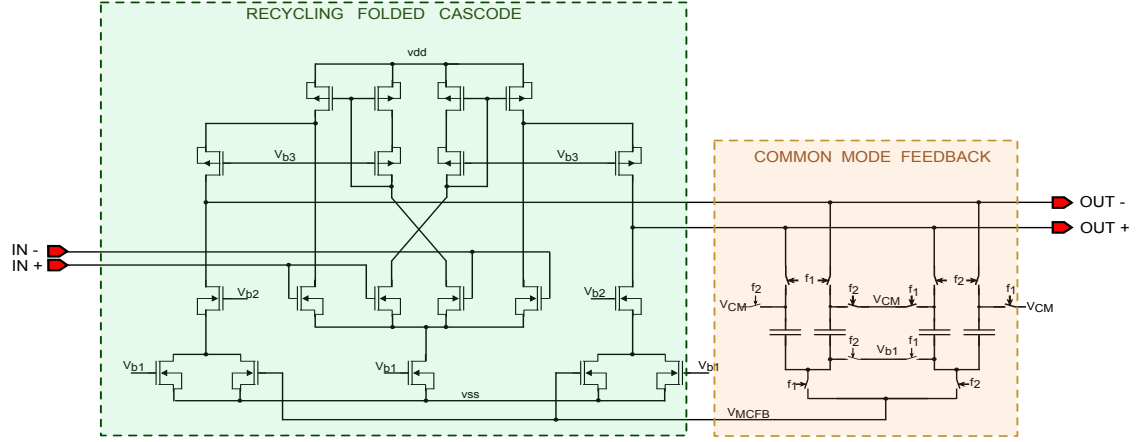 RECYCLING FOLDED CASCODE
vdd
Vb3 Vb3
COMMON MODE FEEDBACK
OUT -
OUT +
IN -
IN +
f1 f2
f2 f2 f1 f1
Vb2 Vb2 VCM VCM VCM
f2 Vb1 f1
Vb1 Vb1 Vb1
f1 f2
vss
VMCFB